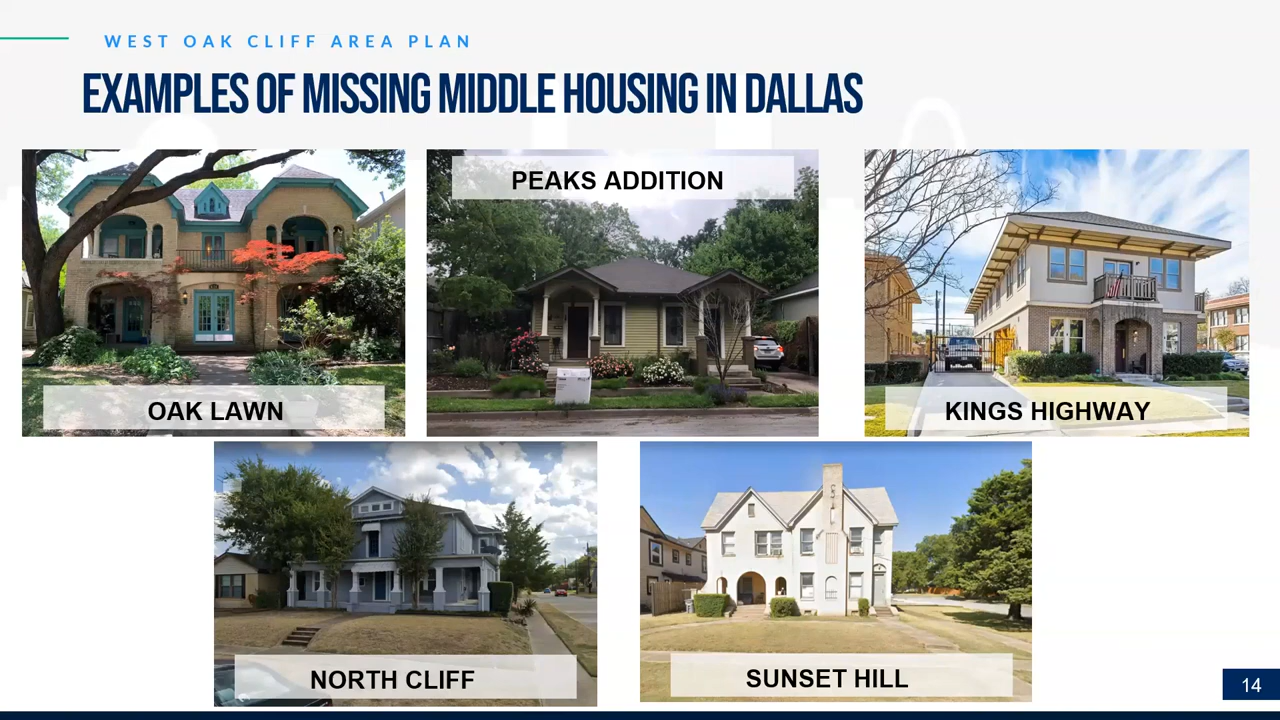 WEST OAK CLIFF AREA PLAN
EXAMPLES OF MISSING MIDDLE HOUSING IN DALLAS
OAK LAWN
PEAKS ADDITION
KINGS HIGHWAY
NORTH CLIFF
SUNSET HILL
14